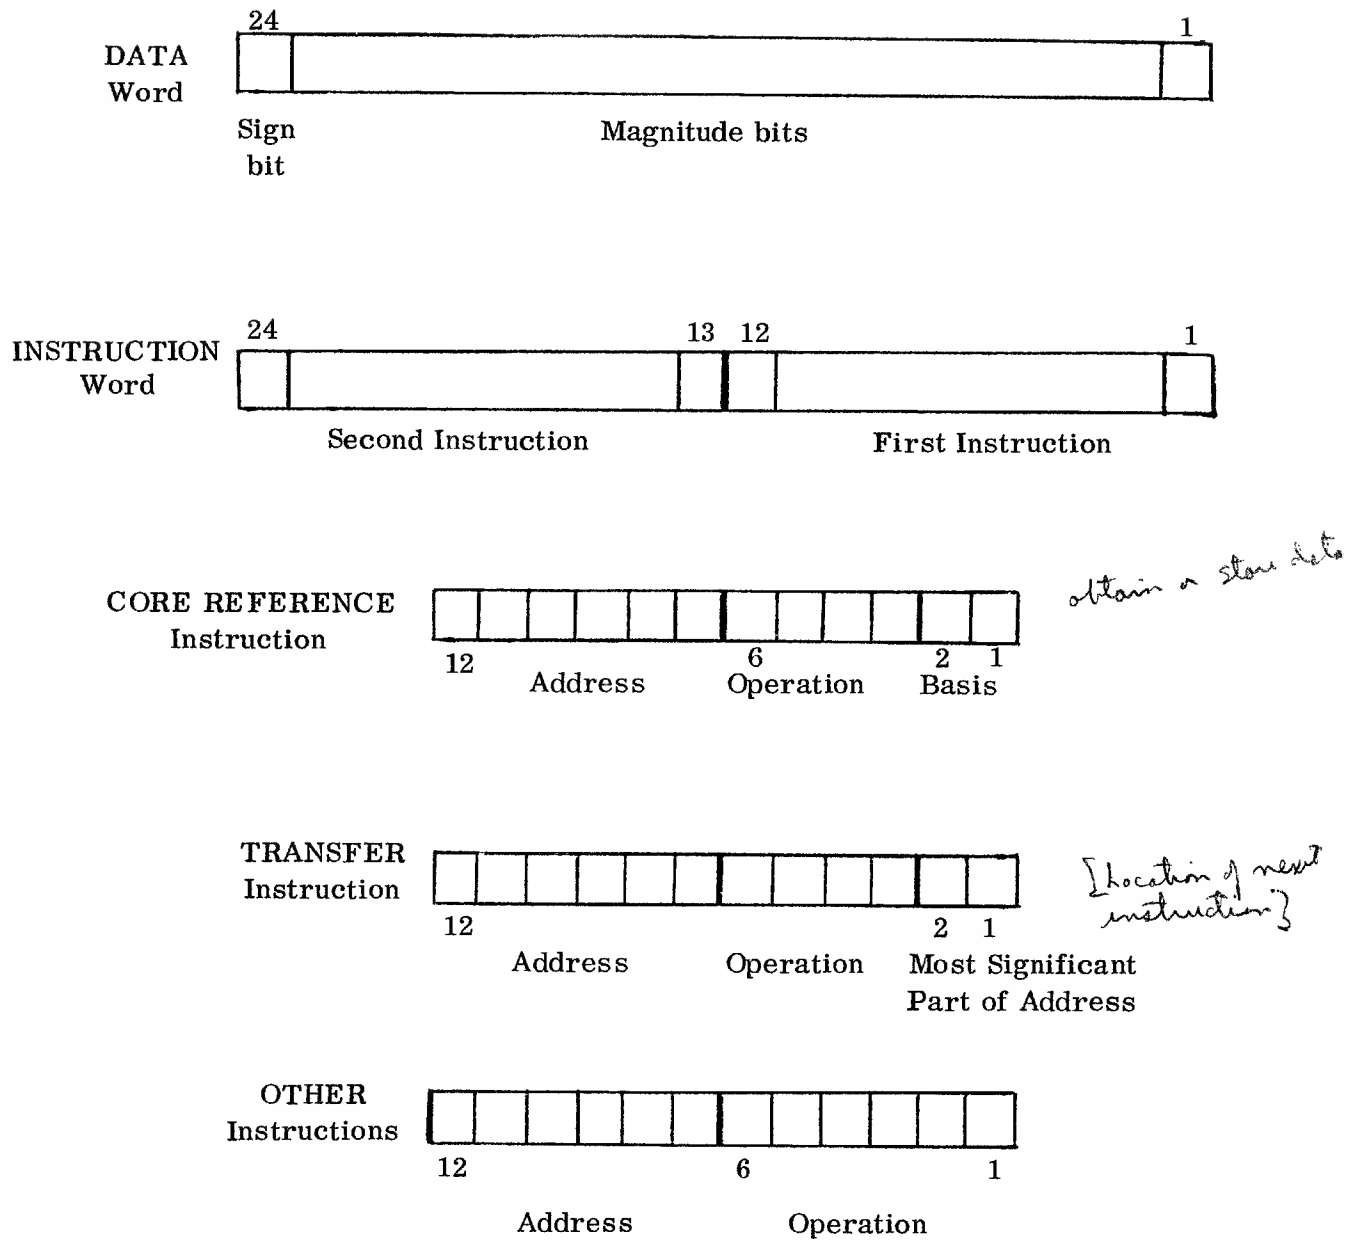 24 1
DATA
Word
Sign
bit
Magnitude bits
24 13 12 1
INSTRUCTION
Word
Second Instruction First Instruction
CORE REFERENCE
Instruction
obtain or store data
12 6 2 1
Address Operation Basis
TRANSFER
Instruction
[Location of next
instruction]
12 2 1
Address Operation Most Significant
Part of Address
OTHER
Instructions
12 6 1
Address Operation